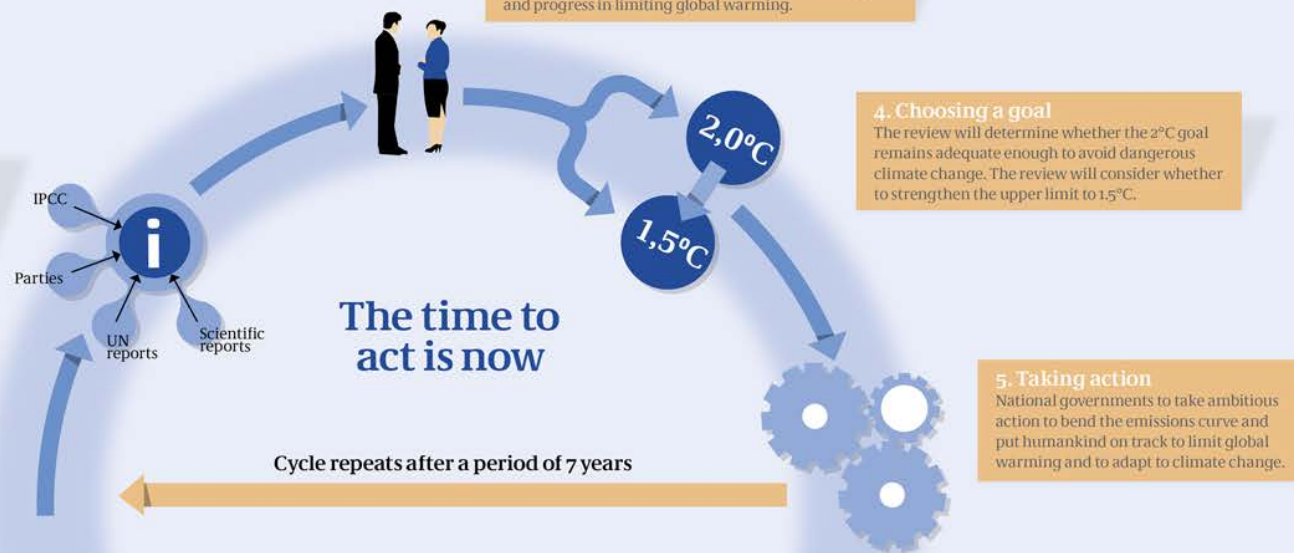 and progress in limiting global warming.
2,0°C
1,5°C
4. Choosing a goal
The review will determine whether the 2°C goal
remains adequate enough to avoid dangerous
climate change. The review will consider whether
to strengthen the upper limit to 1.5°C.
IPCC
i
Parties
UN
reports
Scientific
reports
The time to
act is now
5. Taking action
National governments to take ambitious
action to bend the emissions curve and
put humankind on track to limit global
warming and to adapt to climate change.
Cycle repeats after a period of 7 years